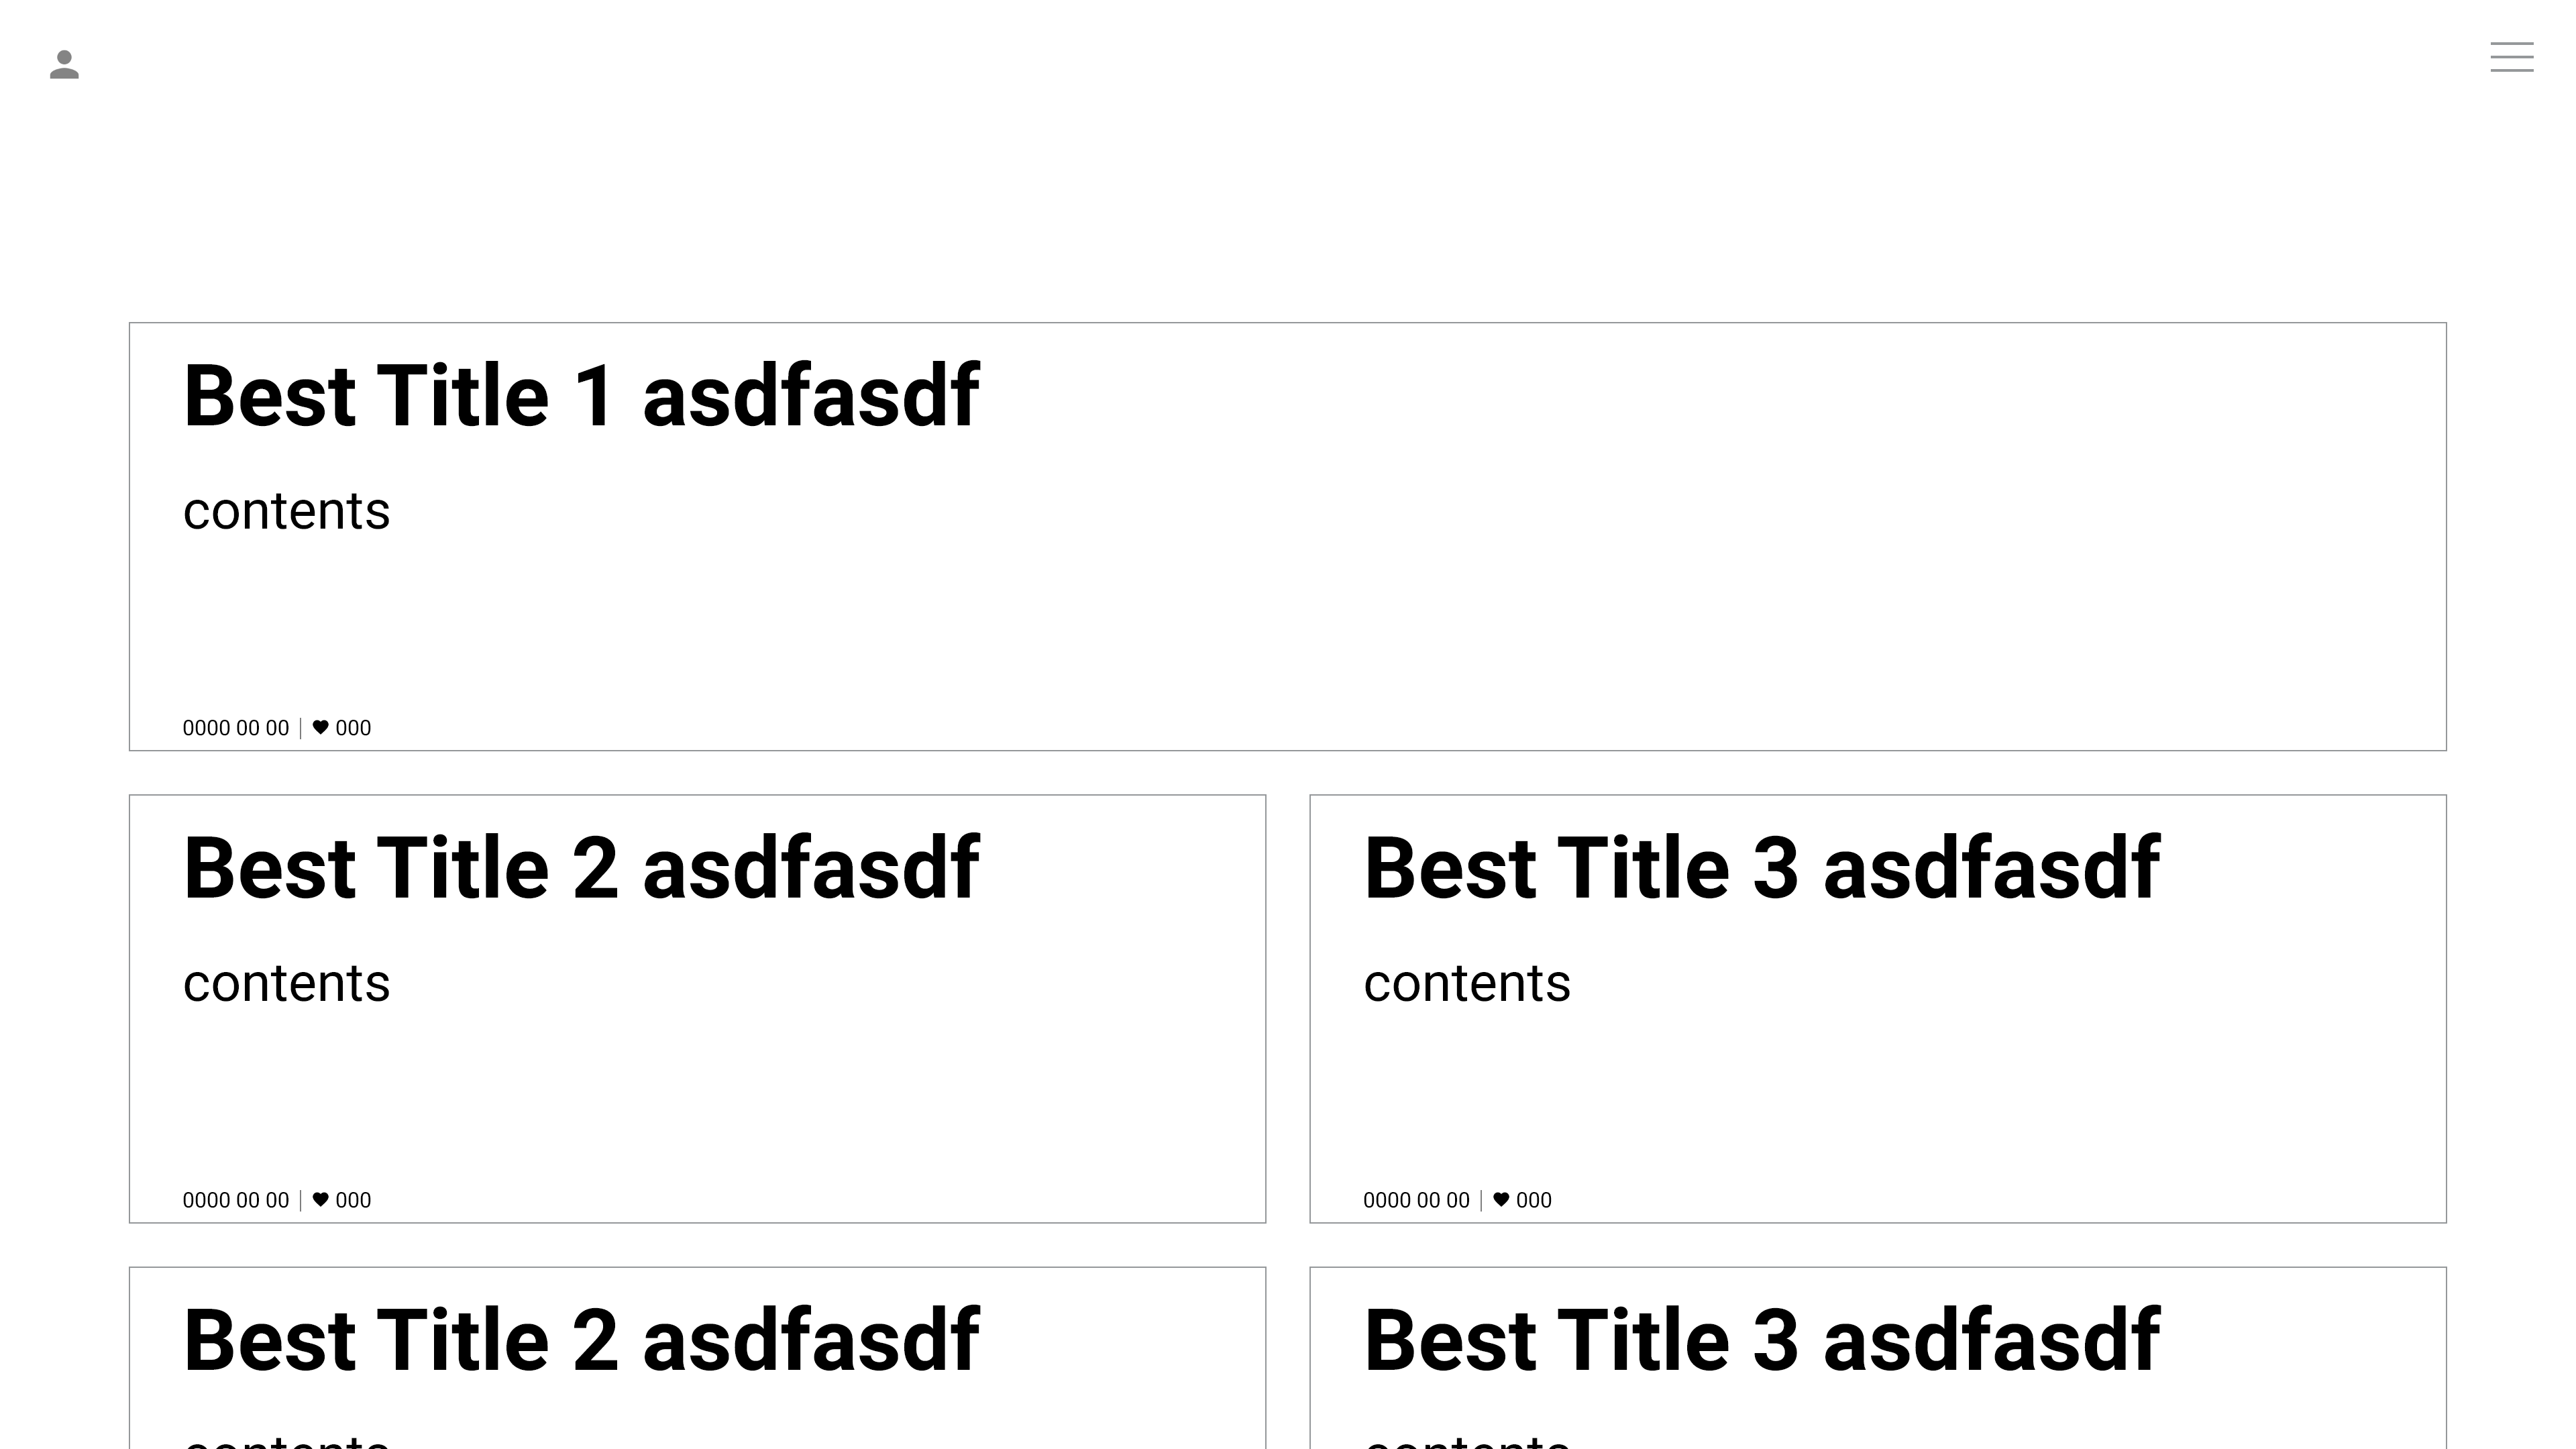 Best Title 1 asdfasdf
contents
0000 00 00 | ♥ 000
Best Title 2 asdfasdf
contents
0000 00 00 | ♥ 000
Best Title 3 asdfasdf
contents
0000 00 00 | ♥ 000
Best Title 2 asdfasdf
Best Title 3 asdfasdf